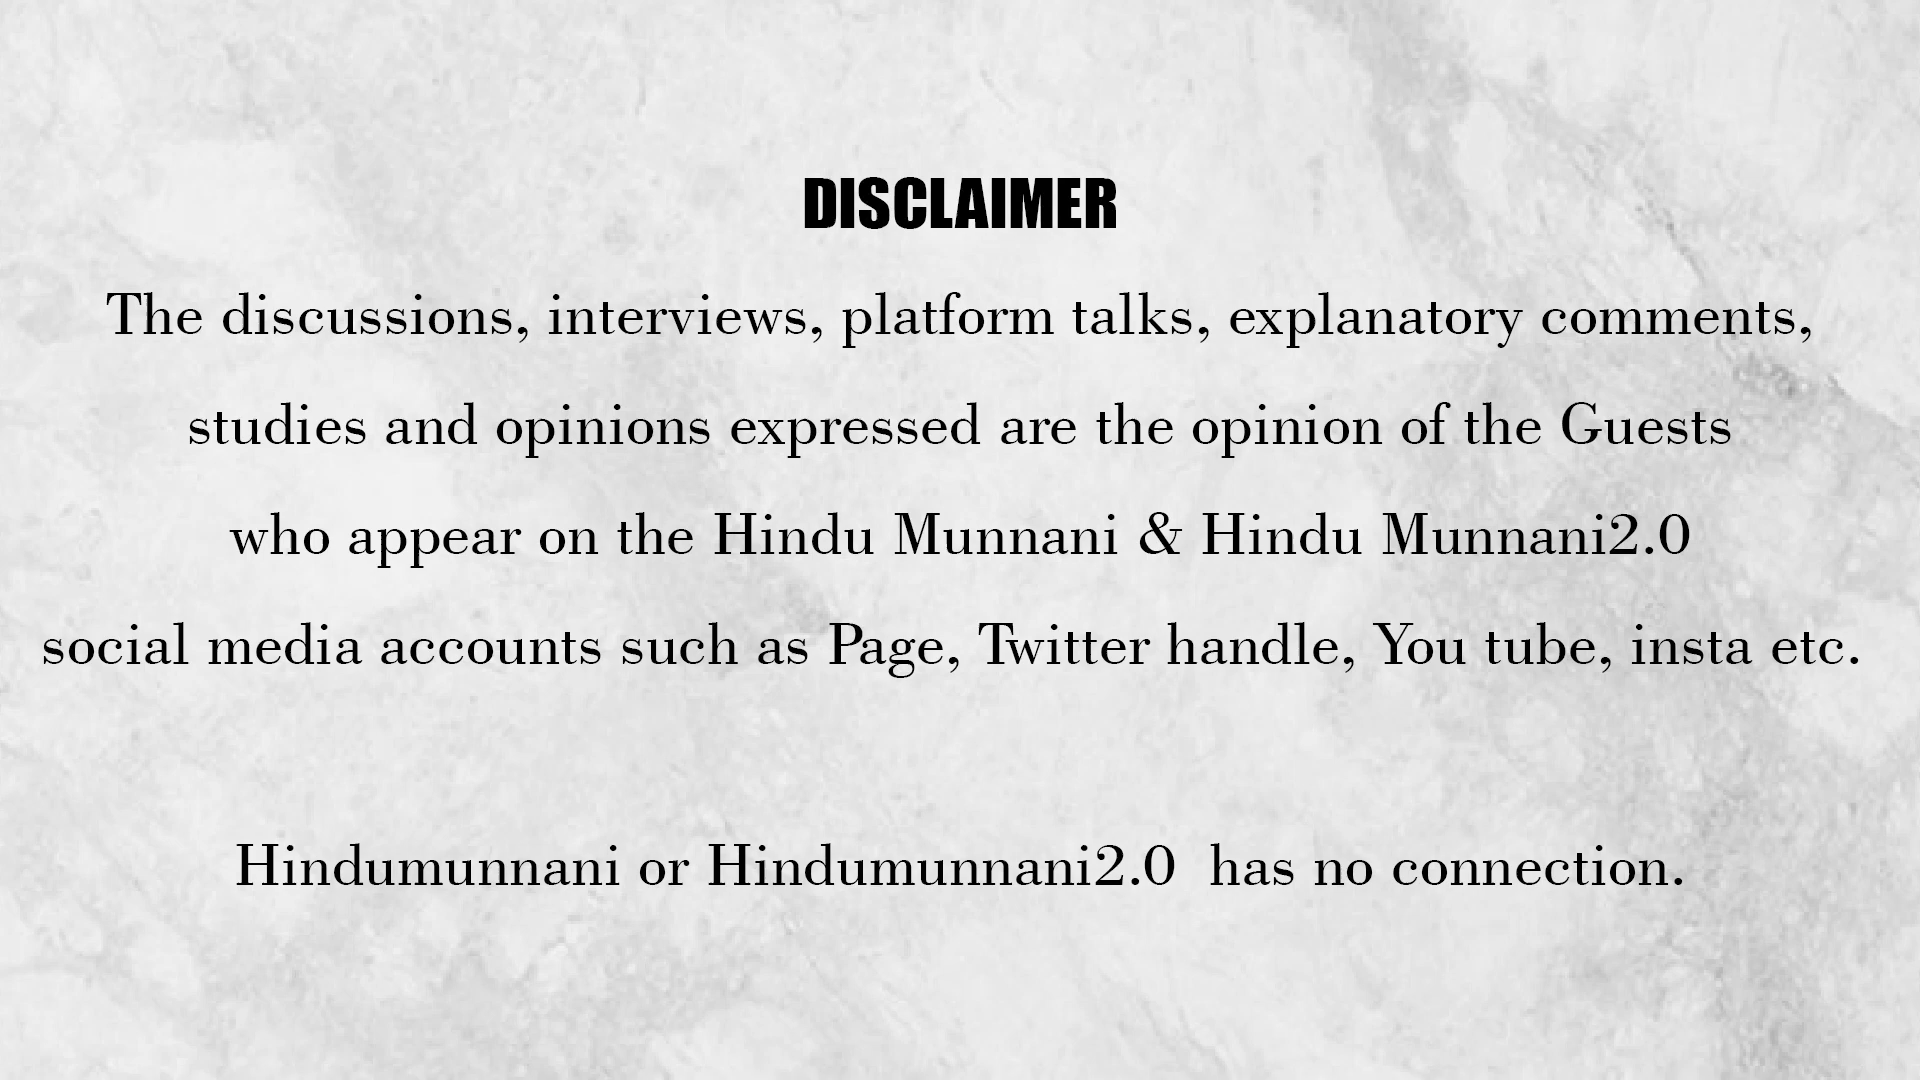 DISCLAIMER
The discussions, interviews, platform talks, explanatory comments,
studies and opinions expressed are the opinion of the Guests
who appear on the Hindu Munnani & Hindu Munnani2.0
social media accounts such as Page, Twitter handle, You tube, insta etc.
Hindumunnani or Hindumunnani2.0  has no connection.